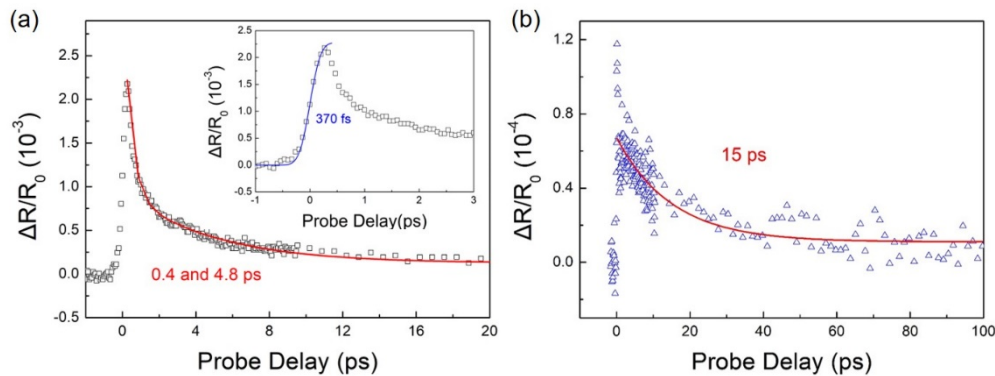 (a)
ΔR/R0 (10-3)
2.5
2.0
1.5
1.0
0.5
0.0
-0.5
0 4 8 12 16 20
Probe Delay (ps)
0.4 and 4.8 ps
ΔR/R0 (10-3)
2.5
2.0
1.5
1.0
0.5
0.0
-1 0 1 2 3
Probe Delay(ps)
370 fs
(b)
ΔR/R0 (10-4)
1.2
0.8
0.4
0.0
0 20 40 60 80 100
Probe Delay (ps)
15 ps